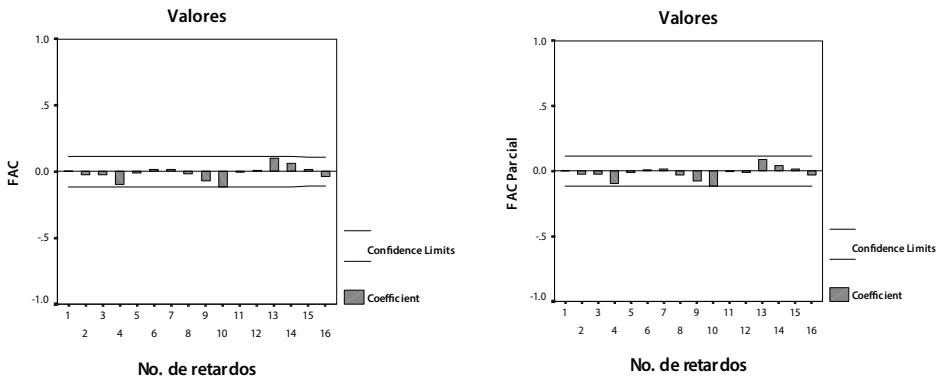 Valores
1.0
.5
0.0
-.5
-1.0
FAC
1 3 5 7 9 11 13 15
2 4 6 8 10 12 14 16
No. de retardos
Confidence Limits
Coefficient
Valores
1.0
.5
0.0
-.5
-1.0
FAC Parcial
1 3 5 7 9 11 13 15
2 4 6 8 10 12 14 16
No. de retardos
Confidence Limits
Coefficient